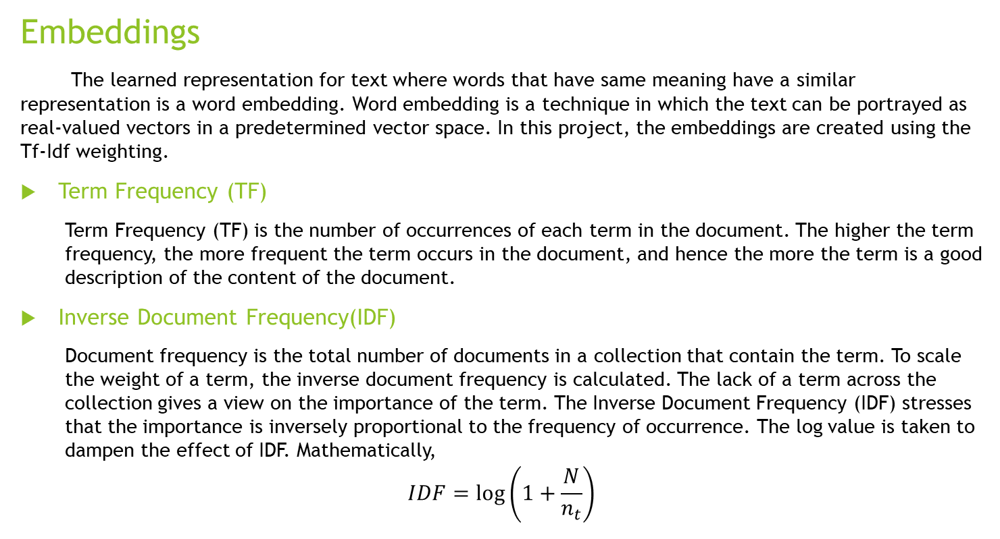 Embeddings
The learned representation for text where words that have same meaning have a similar
representation is a word embedding. Word embedding is a technique in which the text can be portrayed as
real-valued vectors in a predetermined vector space. In this project, the embeddings are created using the
Tf-Idf weighting.
Term Frequency (TF)
Term Frequency (TF) is the number of occurrences of each term in the document. The higher the term
frequency, the more frequent the term occurs in the document, and hence the more the term is a good
description of the content of the document.
Inverse Document Frequency(IDF)
Document frequency is the total number of documents in a collection that contain the term. To scale
the weight of a term, the inverse document frequency is calculated. The lack of a term across the
collection gives a view on the importance of the term. The Inverse Document Frequency (IDF) stresses
that the importance is inversely proportional to the frequency of occurrence. The log value is taken to
dampen the effect of IDF. Mathematically,
IDF = log(1 + N/n_t)